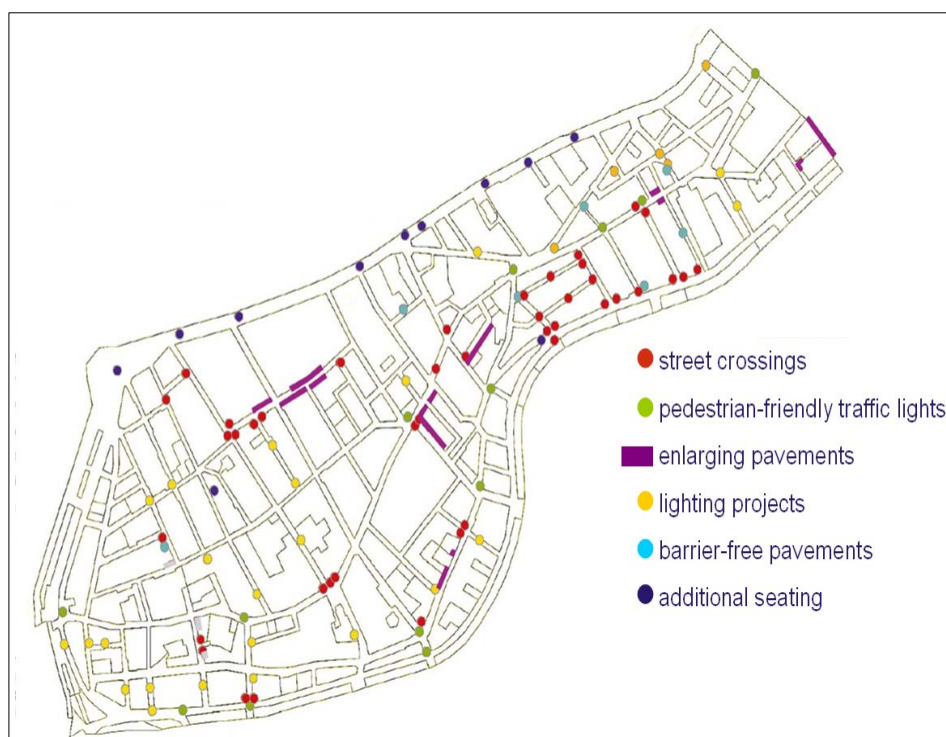 street crossings
pedestrian-friendly traffic lights
enlarging pavements
lighting projects
barrier-free pavements
additional seating